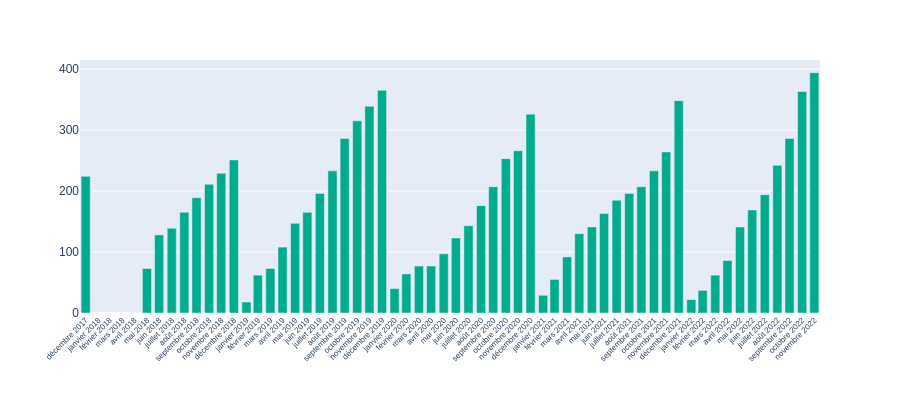 400
300
200
100
0
décembre 2017
janvier 2018
février 2018
mars 2018
avril 2018
mai 2018
juin 2018
juillet 2018
août 2018
septembre 2018
octobre 2018
novembre 2018
décembre 2018
janvier 2019
février 2019
mars 2019
avril 2019
mai 2019
juin 2019
juillet 2019
août 2019
septembre 2019
octobre 2019
novembre 2019
décembre 2019
janvier 2020
février 2020
mars 2020
avril 2020
mai 2020
juin 2020
juillet 2020
août 2020
septembre 2020
octobre 2020
novembre 2020
décembre 2020
janvier 2021
février 2021
mars 2021
avril 2021
mai 2021
juin 2021
juillet 2021
août 2021
septembre 2021
octobre 2021
novembre 2021
décembre 2021
janvier 2022
février 2022
mars 2022
avril 2022
mai 2022
juin 2022
juillet 2022
août 2022
septembre 2022
octobre 2022
novembre 2022